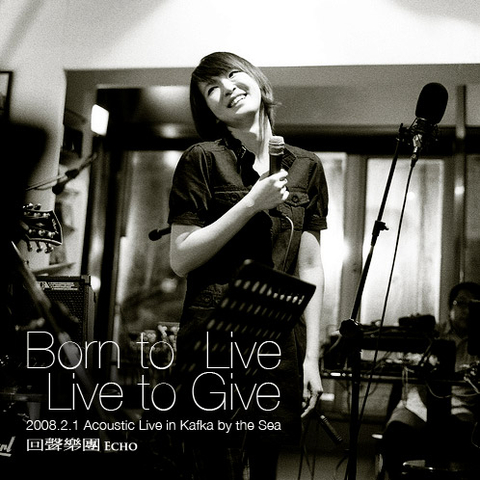 Born to Live
Live to Give
2008.2.1 Acoustic Live in Kafka by the Sea
回聲樂團 ECHO